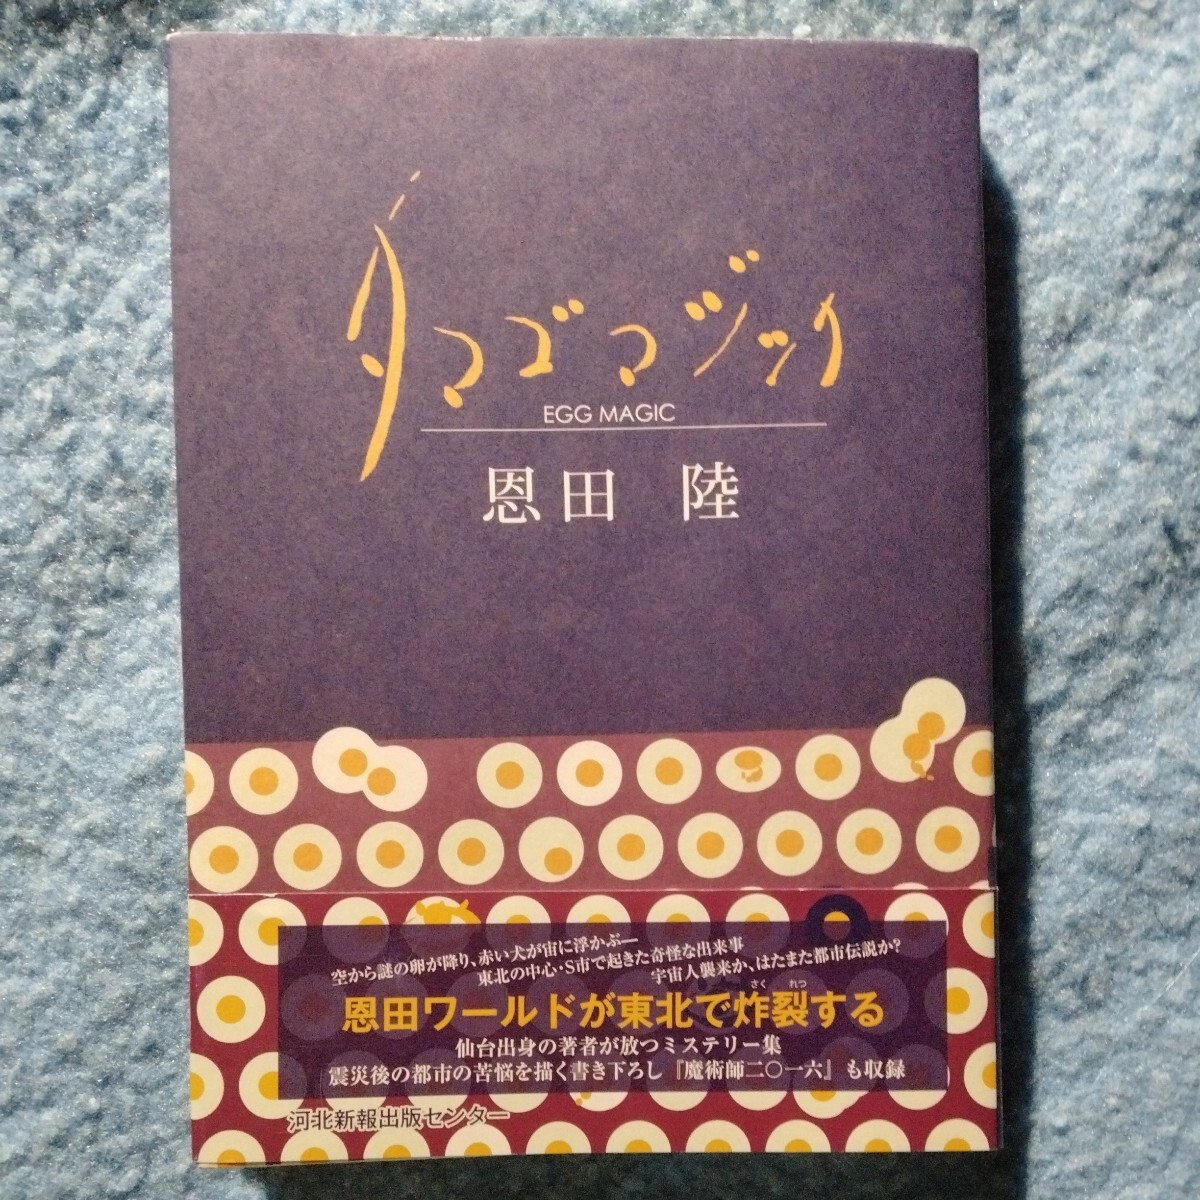 タマゴマジック
EGG MAGIC
恩田 陸
空から謎の卵が降り、赤い犬が宙に浮かぶ―
東北の中心・S市で起きた奇怪な出来事
宇宙人襲来か、はたまた都市伝説か?
さく れつ
恩田ワールドが東北で炸裂する
仙台出身の著者が放つミステリー集
震災後の都市の苦悩を描く書き下ろし『魔術師二〇一六』も収録
河北新報出版センター